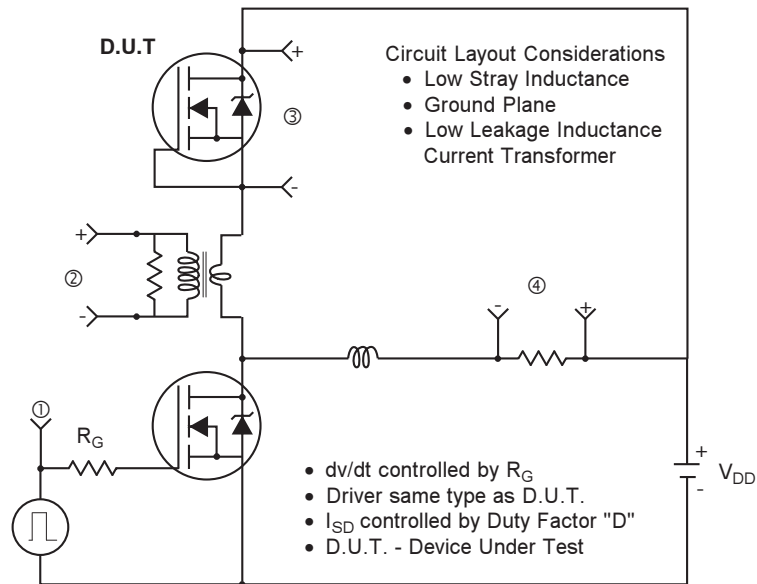 D.U.T
+
-
③
Circuit Layout Considerations
• Low Stray Inductance
• Ground Plane
• Low Leakage Inductance
Current Transformer
+
②
-
④
-
+
①
R_G
+
V_DD
-
• dv/dt controlled by R_G
• Driver same type as D.U.T.
• I_SD controlled by Duty Factor "D"
• D.U.T. - Device Under Test